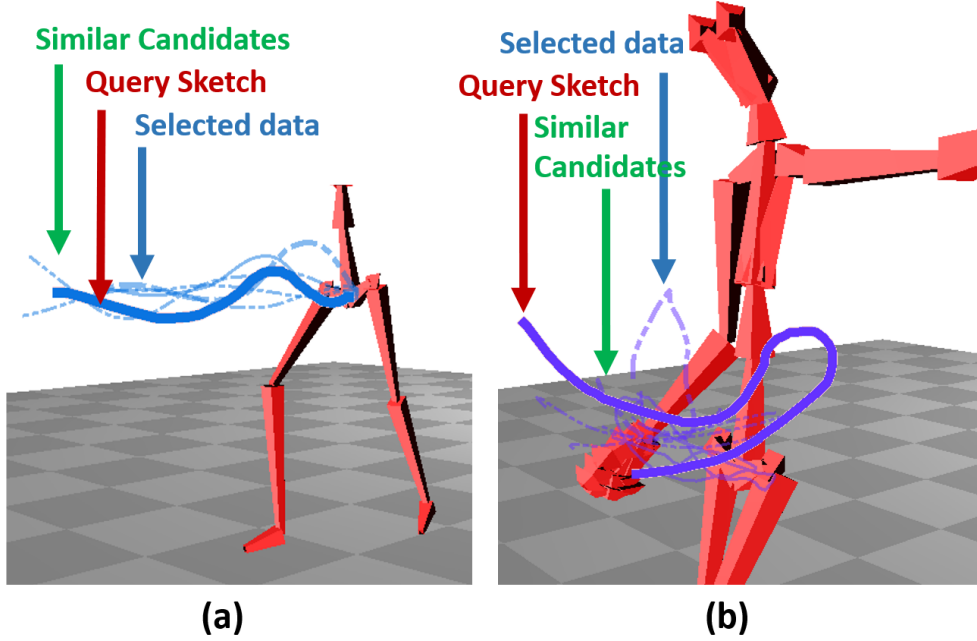 Similar Candidates
Query Sketch
Selected data
(a)
Selected data
Query Sketch
Similar
Candidates
(b)